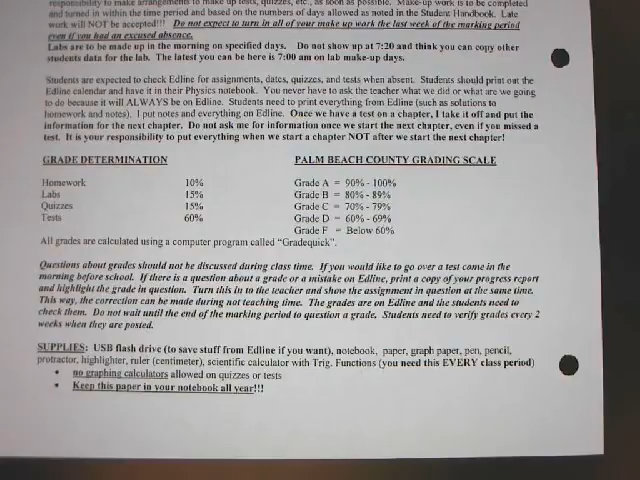 responsibility to make arrangements to make up tests, quizzes, etc., as soon as possible. Make-up work is to be completed
and turned in within the time period and based on the numbers of days allowed as noted in the Student Handbook. Late
work will NOT be accepted!!! Do not expect to turn in all of your make up work the last week of the marking period
even if you had an excused absence.
Labs are to be made up in the morning on specified days. Do not show up at 7:20 and think you can copy other
students data for the lab. The latest you can be here is 7:00 am on lab make-up days.
Students are expected to check Edline for assignments, dates, quizzes, and tests when absent. Students should print out the
Edline calendar and have it in their Physics notebook. You never have to ask the teacher what we did or what are we going
to do because it will ALWAYS be on Edline. Students need to print everything from Edline (such as solutions to
homework and notes). I put notes and everything on Edline. Once we have a test on a chapter, I take it off and put the
information for the next chapter. Do not ask me for information once we start the next chapter, even if you missed a
test. It is your responsibility to put everything when we start a chapter NOT after we start the next chapter!
GRADE DETERMINATION PALM BEACH COUNTY GRADING SCALE
Homework 10% Grade A = 90% - 100%
Labs 15% Grade B = 80% - 89%
Quizzes 15% Grade C = 70% - 79%
Tests 60% Grade D = 60% - 69%
Grade F = Below 60%
All grades are calculated using a computer program called "Gradequick".
Questions about grades should not be discussed during class time. If you would like to go over a test come in the
morning before school. If there is a question about a grade or a mistake on Edline, print a copy of your progress report
and highlight the grade in question. Turn this in to the teacher and show the assignment in question at the same time.
This way, the correction can be made during not teaching time. The grades are on Edline and the students need to
check them. Do not wait until the end of the marking period to question a grade. Students need to verify grades every 2
weeks when they are posted.
SUPPLIES: USB flash drive (to save stuff from Edline if you want), notebook, paper, graph paper, pen, pencil,
protractor, highlighter, ruler (centimeter), scientific calculator with Trig. Functions (you need this EVERY class period)
• no graphing calculators allowed on quizzes or tests
• Keep this paper in your notebook all year!!!